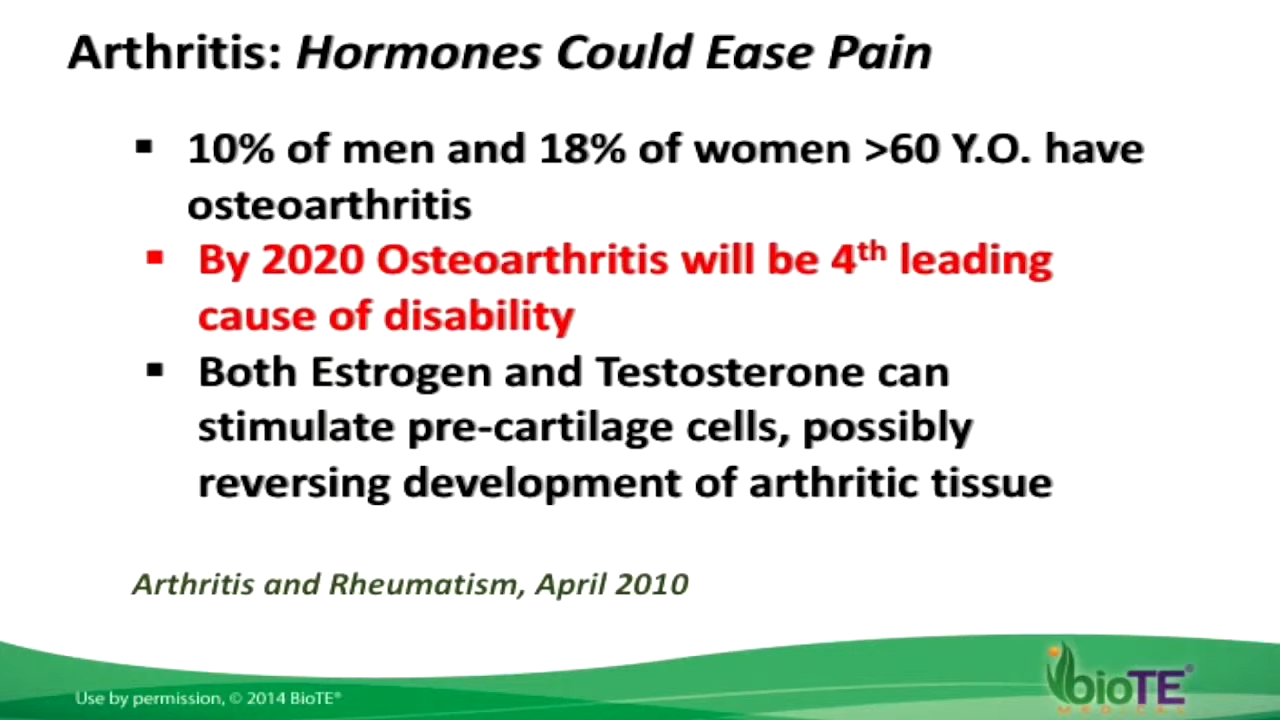 Arthritis: Hormones Could Ease Pain
▪ 10% of men and 18% of women >60 Y.O. have
osteoarthritis
▪ By 2020 Osteoarthritis will be 4th leading
cause of disability
▪ Both Estrogen and Testosterone can
stimulate pre-cartilage cells, possibly
reversing development of arthritic tissue
Arthritis and Rheumatism, April 2010
Use by permission, © 2014 BioTE®
bioTE®
MEDICAL